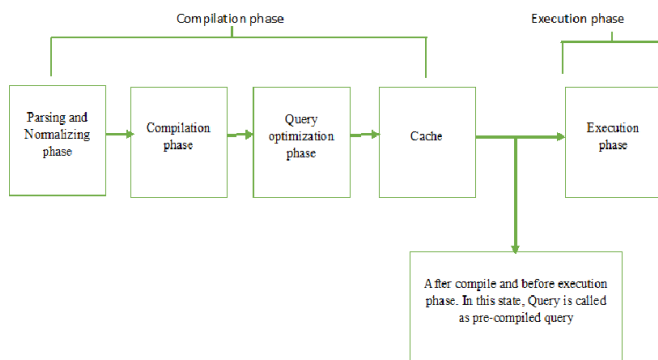 Compilation phase
Execution phase
Parsing and
Normalizing
phase
Compilation
phase
Query
optimization
phase
Cache
Execution
phase
After compile and before execution
phase. In this state, Query is called
as pre-compiled query